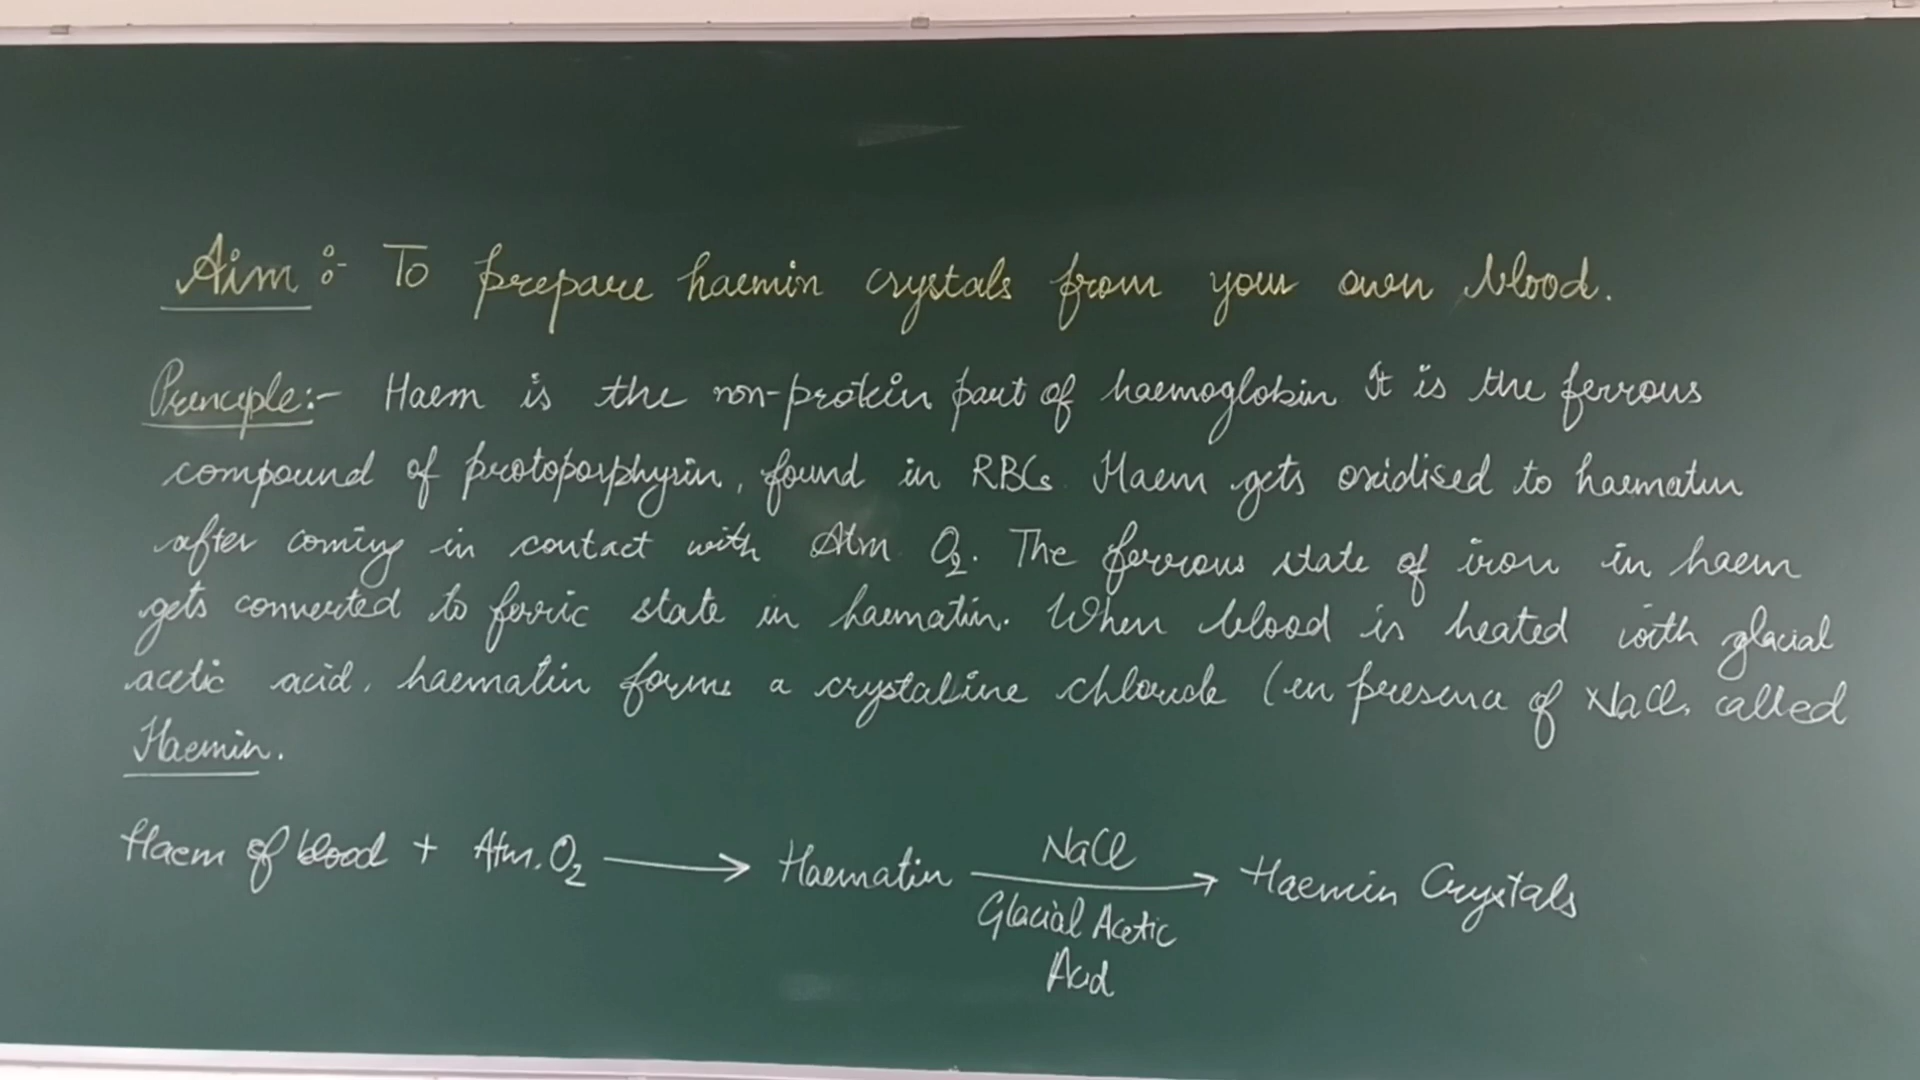 Aim :- To prepare haemin crystals from your own blood.
Principle:- Haem is the non-protein part of haemoglobin. It is the ferrous
compound of protoporphyrin, found in RBCs. Haem gets oxidised to haematin
after coming in contact with Atm O₂. The ferrous state of iron in haem
gets converted to ferric state in haematin. When blood is heated with glacial
acetic acid, haematin forms a crystalline chloride (in presence of NaCl, called
Haemin.
NaCl
Haem of blood + Atm. O₂ ⟶ Haematin ⟶ Haemin Crystals
Glacial Acetic
Acid